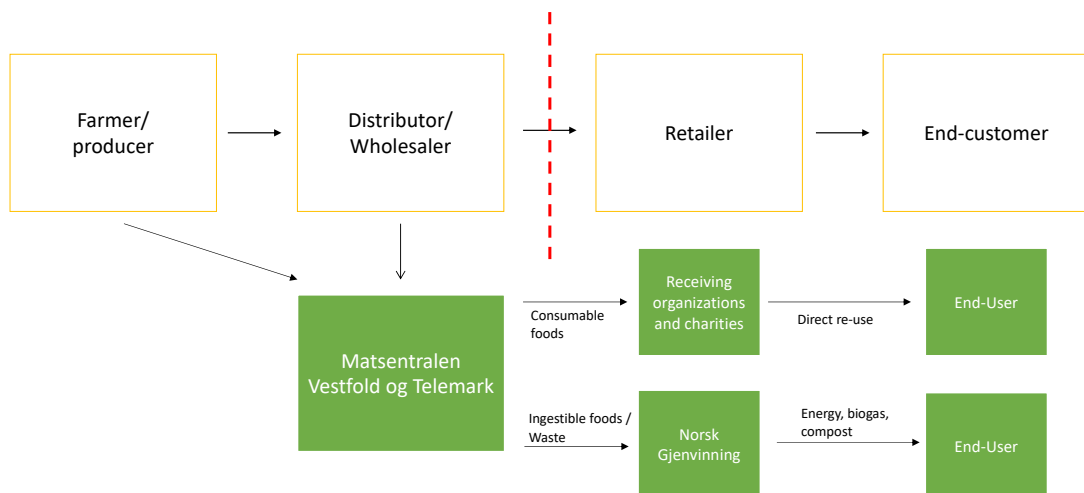 Farmer/
producer
Distributor/
Wholesaler
Retailer
End-customer
Matsentralen
Vestfold og Telemark
Consumable
foods
Receiving
organizations
and charities
Direct re-use
End-User
Ingestible foods /
Waste
Norsk
Gjenvinning
Energy, biogas,
compost
End-User